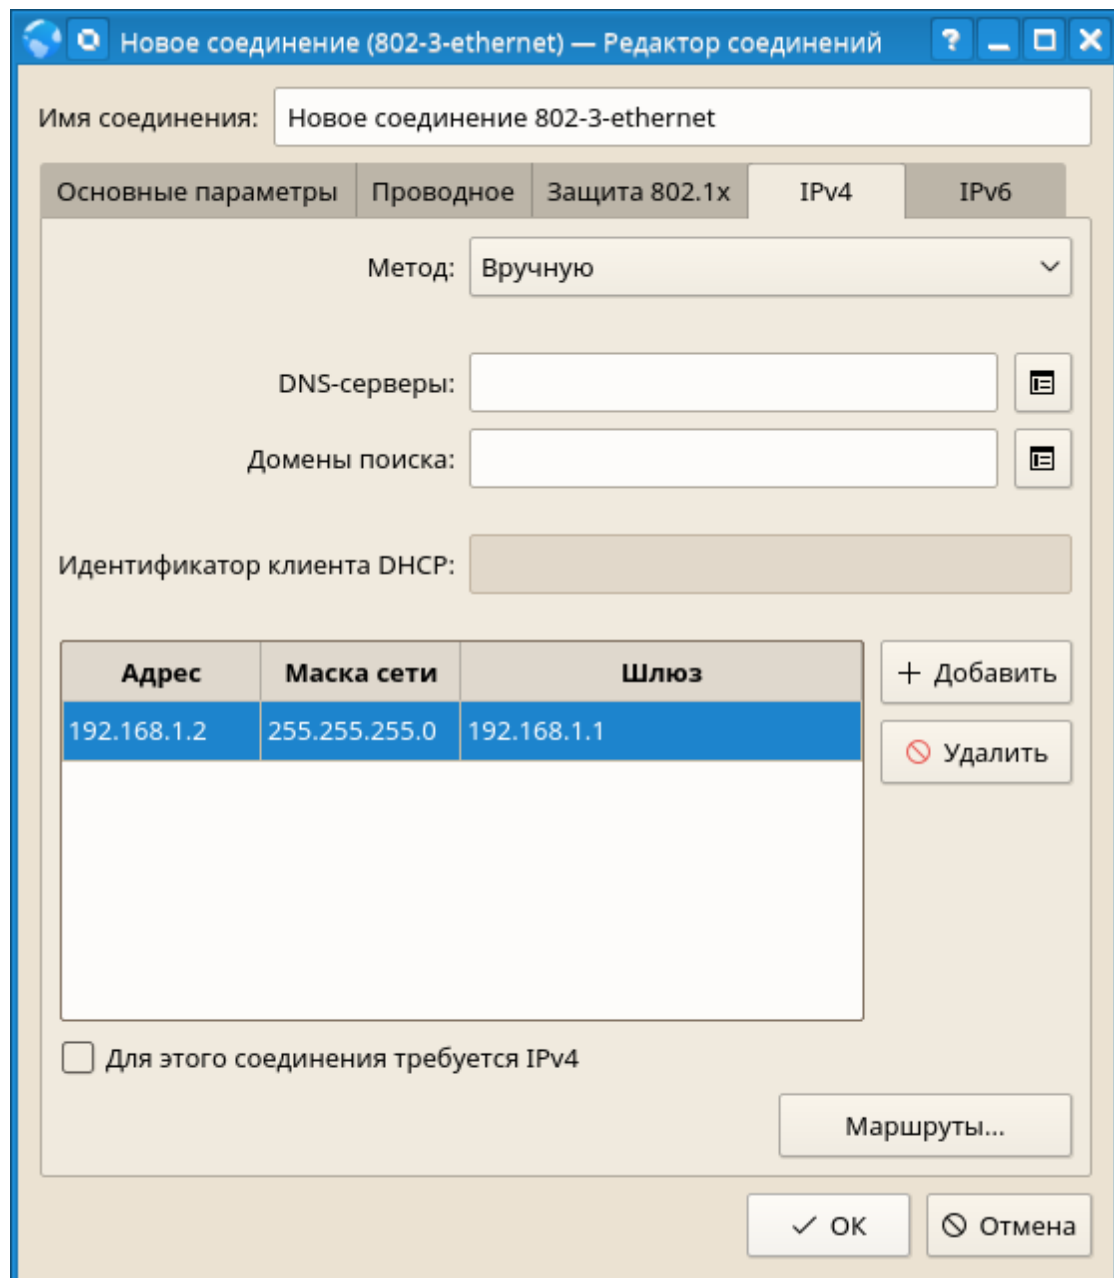 Новое соединение (802-3-ethernet) — Редактор соединений
Имя соединения: Новое соединение 802-3-ethernet
Основные параметры Проводное Защита 802.1x IPv4 IPv6
Метод: Вручную
DNS-серверы:
Домены поиска:
Идентификатор клиента DHCP:
Адрес Маска сети Шлюз
192.168.1.2 255.255.255.0 192.168.1.1
+ Добавить
Удалить
Для этого соединения требуется IPv4
Маршруты...
ОК Отмена